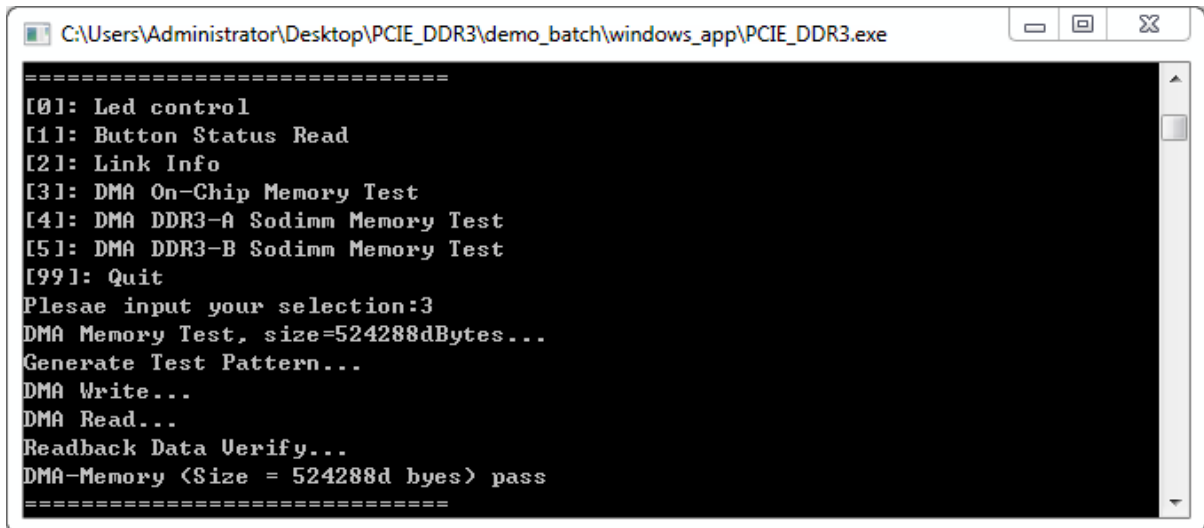 C:\Users\Administrator\Desktop\PCIE_DDR3\demo_batch\windows_app\PCIE_DDR3.exe
==============================
[0]: Led control
[1]: Button Status Read
[2]: Link Info
[3]: DMA On-Chip Memory Test
[4]: DMA DDR3-A Sodimm Memory Test
[5]: DMA DDR3-B Sodimm Memory Test
[99]: Quit
Plesae input your selection:3
DMA Memory Test, size=524288dBytes...
Generate Test Pattern...
DMA Write...
DMA Read...
Readback Data Verify...
DMA-Memory (Size = 524288d byes) pass
==============================